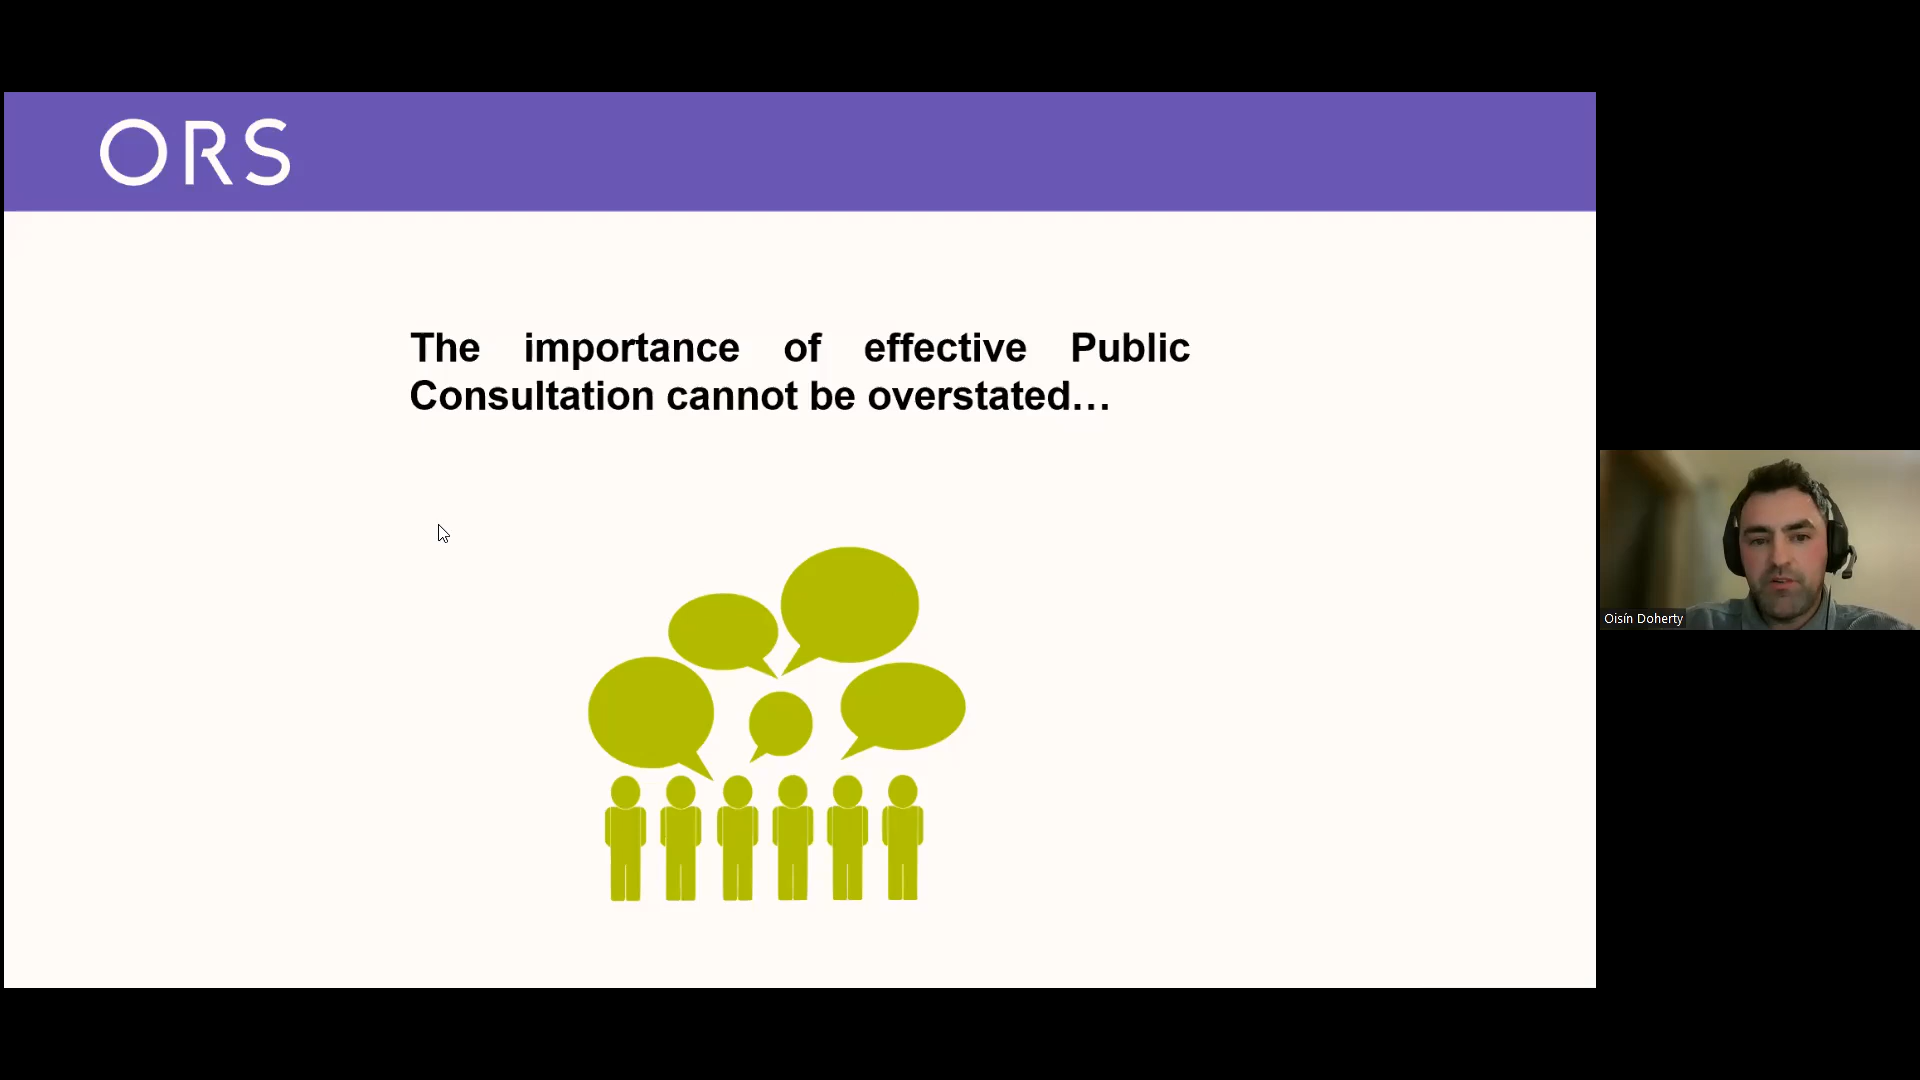 ORS
The importance of effective Public
Consultation cannot be overstated…
Oisín Doherty